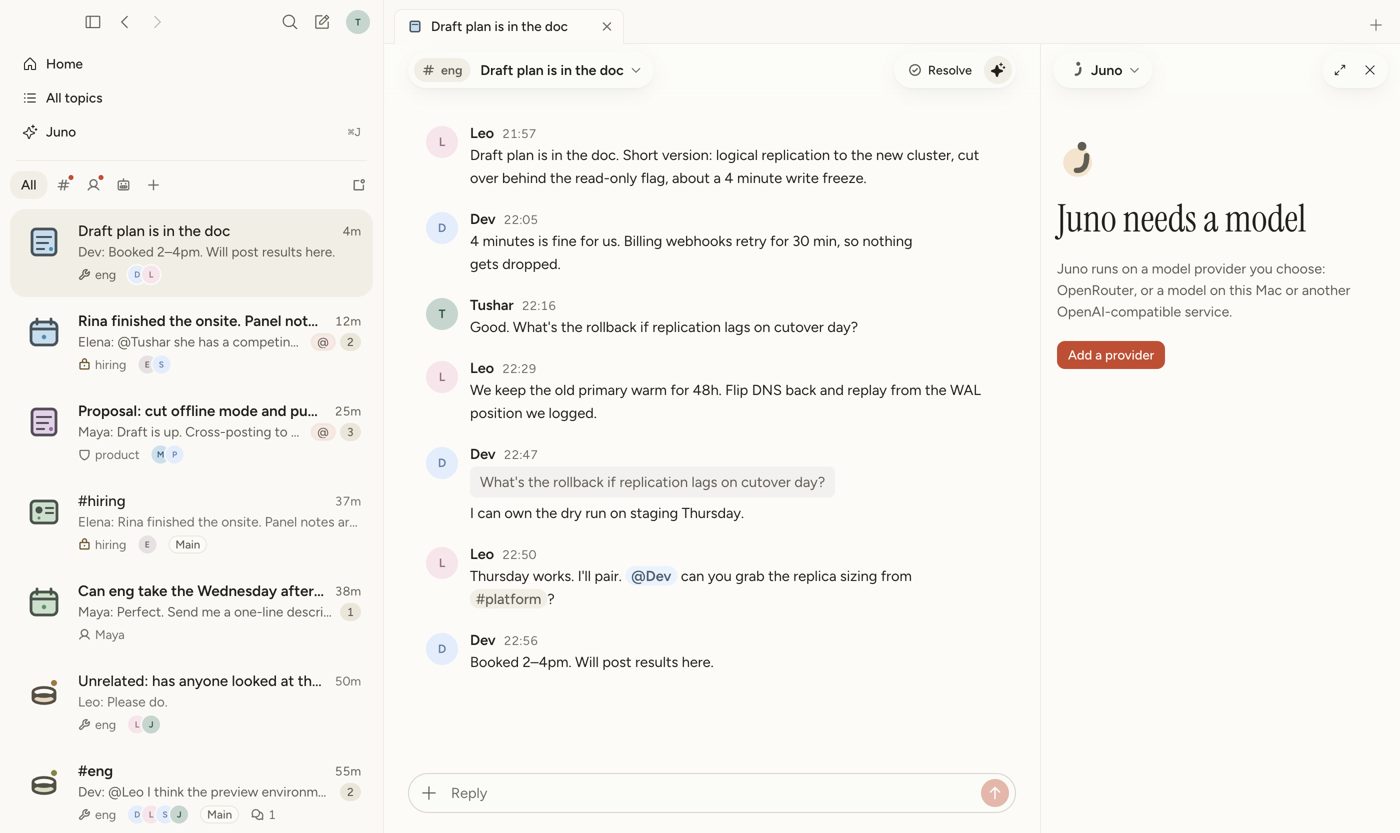 T
Home
All topics
Juno ⌘J
All
Draft plan is in the doc 4m
Dev: Booked 2–4pm. Will post results here.
eng D L
Rina finished the onsite. Panel not... 12m
Elena: @Tushar she has a competin... @ 2
hiring E S
Proposal: cut offline mode and pu... 25m
Maya: Draft is up. Cross-posting to ... @ 3
product M P
#hiring 37m
Elena: Rina finished the onsite. Panel notes ar...
hiring E Main
Can eng take the Wednesday after... 38m
Maya: Perfect. Send me a one-line descri... 1
Maya
Unrelated: has anyone looked at th... 50m
Leo: Please do.
eng L J
#eng 55m
Dev: @Leo I think the preview environm... 2
eng D L S J Main 1
Draft plan is in the doc
# eng Draft plan is in the doc
Resolve
L
Leo 21:57
Draft plan is in the doc. Short version: logical replication to the new cluster, cut
over behind the read-only flag, about a 4 minute write freeze.
D
Dev 22:05
4 minutes is fine for us. Billing webhooks retry for 30 min, so nothing
gets dropped.
T
Tushar 22:16
Good. What's the rollback if replication lags on cutover day?
L
Leo 22:29
We keep the old primary warm for 48h. Flip DNS back and replay from the WAL
position we logged.
D
Dev 22:47
What's the rollback if replication lags on cutover day?
I can own the dry run on staging Thursday.
L
Leo 22:50
Thursday works. I'll pair. @Dev can you grab the replica sizing from
#platform ?
D
Dev 22:56
Booked 2–4pm. Will post results here.
Reply
Juno
Juno needs a model
Juno runs on a model provider you choose:
OpenRouter, or a model on this Mac or another
OpenAI-compatible service.
Add a provider